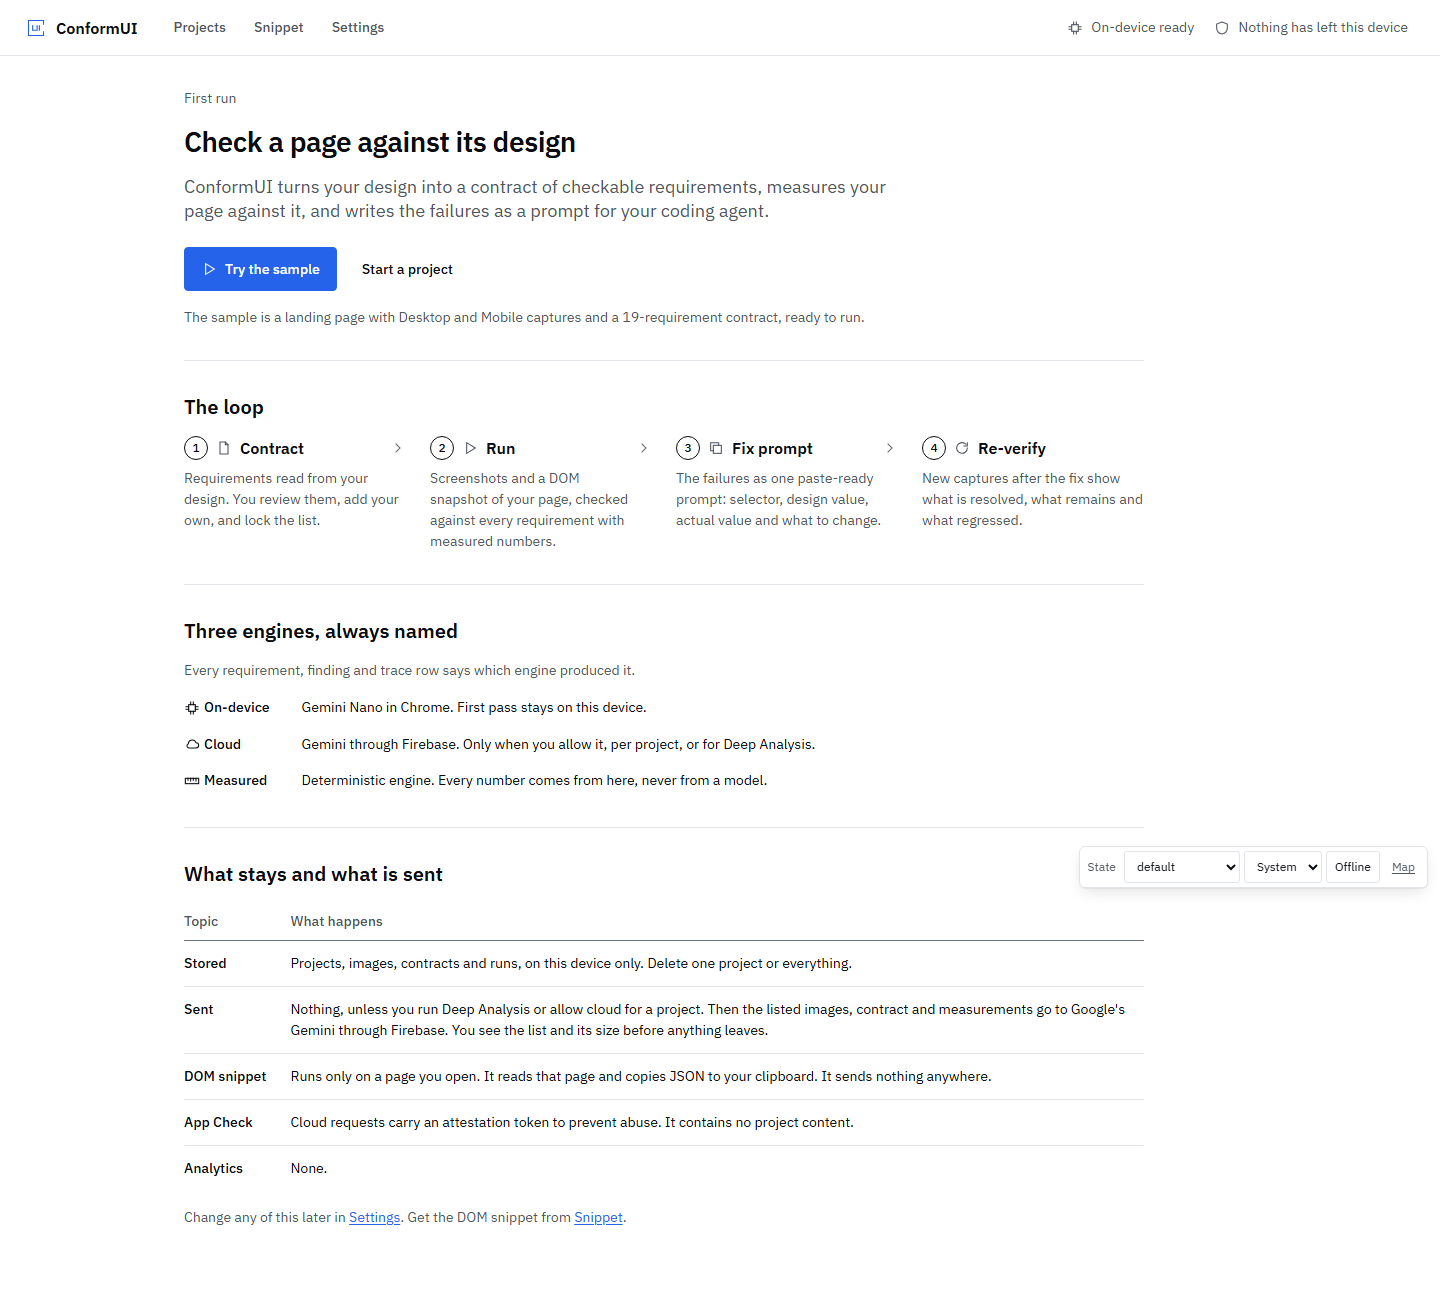 UI ConformUI Projects Snippet Settings On-device ready Nothing has left this device
First run
Check a page against its design
ConformUI turns your design into a contract of checkable requirements, measures your
page against it, and writes the failures as a prompt for your coding agent.
Try the sample Start a project
The sample is a landing page with Desktop and Mobile captures and a 19-requirement contract, ready to run.
The loop
1 Contract
Requirements read from your
design. You review them, add your
own, and lock the list.
2 Run
Screenshots and a DOM
snapshot of your page, checked
against every requirement with
measured numbers.
3 Fix prompt
The failures as one paste-ready
prompt: selector, design value,
actual value and what to change.
4 Re-verify
New captures after the fix show
what is resolved, what remains and
what regressed.
Three engines, always named
Every requirement, finding and trace row says which engine produced it.
On-device Gemini Nano in Chrome. First pass stays on this device.
Cloud Gemini through Firebase. Only when you allow it, per project, or for Deep Analysis.
Measured Deterministic engine. Every number comes from here, never from a model.
State default System Offline Map
What stays and what is sent
Topic What happens
Stored Projects, images, contracts and runs, on this device only. Delete one project or everything.
Sent Nothing, unless you run Deep Analysis or allow cloud for a project. Then the listed images, contract and measurements go to Google's
Gemini through Firebase. You see the list and its size before anything leaves.
DOM snippet Runs only on a page you open. It reads that page and copies JSON to your clipboard. It sends nothing anywhere.
App Check Cloud requests carry an attestation token to prevent abuse. It contains no project content.
Analytics None.
Change any of this later in Settings. Get the DOM snippet from Snippet.